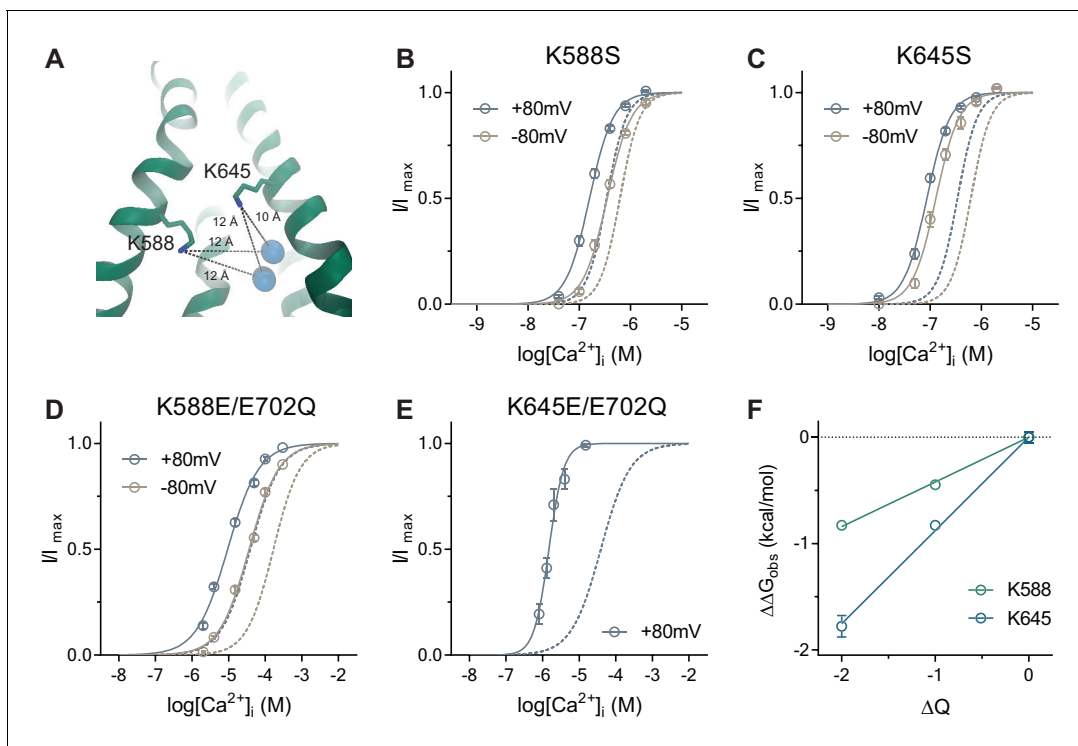 A
K645
K588
12 Å
10 Å
12 Å
12 Å
B
K588S
+80mV
-80mV
I/I max
1.0
0.5
0.0
-9 -8 -7 -6 -5
log[Ca²⁺]ᵢ (M)
C
K645S
+80mV
-80mV
I/I max
1.0
0.5
0.0
-9 -8 -7 -6 -5
log[Ca²⁺]ᵢ (M)
D
K588E/E702Q
+80mV
-80mV
I/I max
1.0
0.5
0.0
-8 -7 -6 -5 -4 -3 -2
log[Ca²⁺]ᵢ (M)
E
K645E/E702Q
+80mV
I/I max
1.0
0.5
0.0
-8 -7 -6 -5 -4 -3 -2
log[Ca²⁺]ᵢ (M)
F
ΔΔG obs (kcal/mol)
0
-1
-2
K588
K645
-2 -1 0
ΔQ